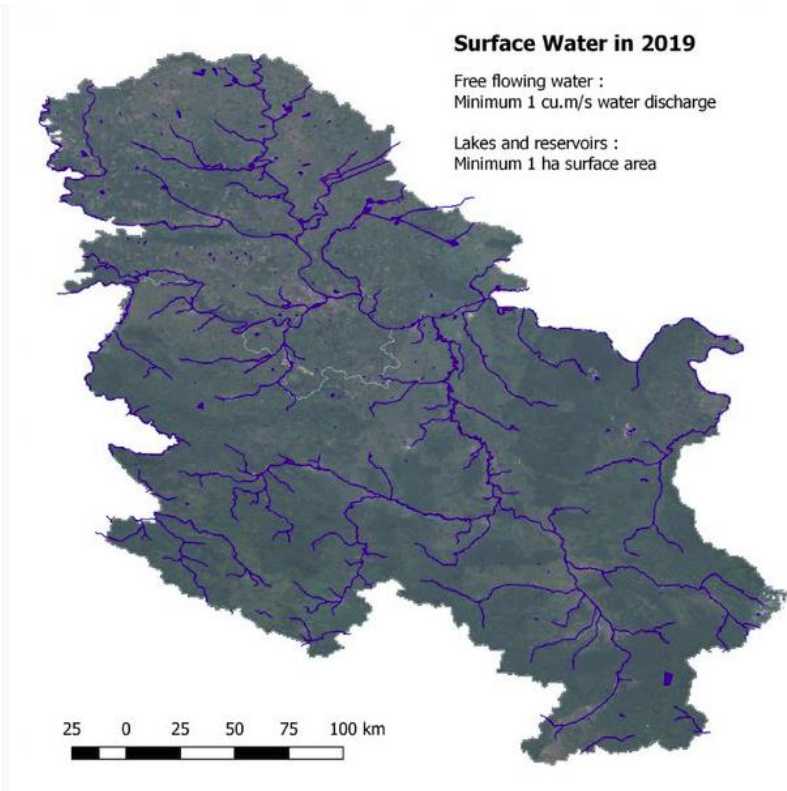 Surface Water in 2019
Free flowing water :
Minimum 1 cu.m/s water discharge
Lakes and reservoirs :
Minimum 1 ha surface area
25 0 25 50 75 100 km